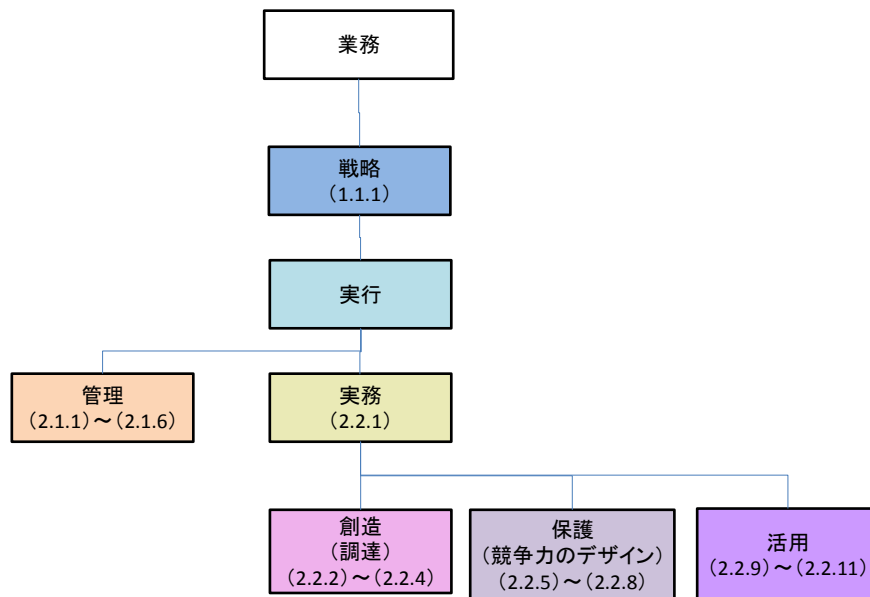 業務
戦略
（1.1.1）
実行
管理
（2.1.1）～（2.1.6）
実務
（2.2.1）
創造
（調達）
（2.2.2）～（2.2.4）
保護
（競争力のデザイン）
（2.2.5）～（2.2.8）
活用
（2.2.9）～（2.2.11）